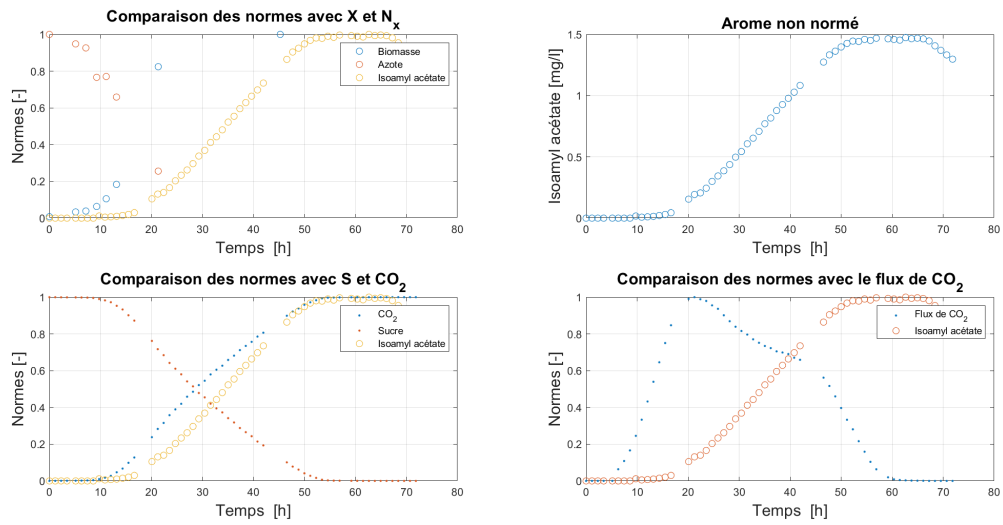 Comparaison des normes avec X et N_x
Normes [-]
1
0.8
0.6
0.4
0.2
0
0 10 20 30 40 50 60 70 80
Temps [h]
Biomasse
Azote
Isoamyl acétate
Arome non normé
Isoamyl acétate [mg/l]
1.5
1
0.5
0
0 10 20 30 40 50 60 70 80
Temps [h]
Comparaison des normes avec S et CO_2
Normes [-]
1
0.8
0.6
0.4
0.2
0
0 10 20 30 40 50 60 70 80
Temps [h]
CO_2
Sucre
Isoamyl acétate
Comparaison des normes avec le flux de CO_2
Normes [-]
1
0.8
0.6
0.4
0.2
0
0 10 20 30 40 50 60 70 80
Temps [h]
Flux de CO_2
Isoamyl acétate